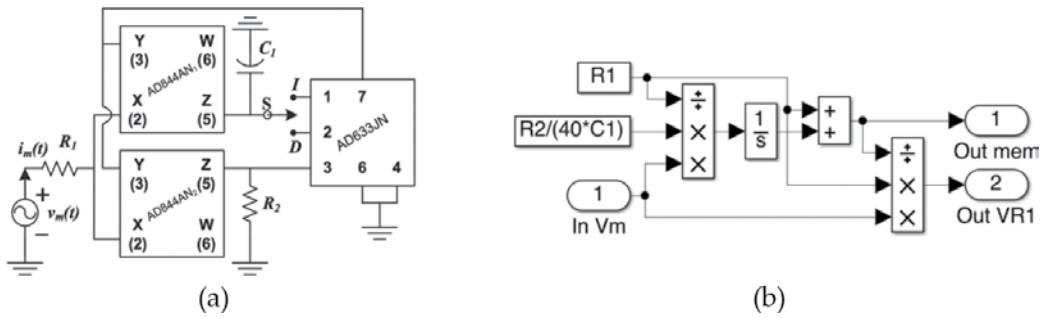 Y W
(3) (6)
AD844AN₁
X Z
(2) (5)
C₁
S
I
D
1 7
2
3 6 4
AD633JN
iₘ(t) R₁
+
vₘ(t)
−
Y Z
(3) (5)
AD844AN₂
X W
(2) (6)
R₂
(a)
R1
R2/(40*C1)
1
In Vm
÷
×
×
1
s
+
+
÷
×
×
1
Out mem
2
Out VR1
(b)